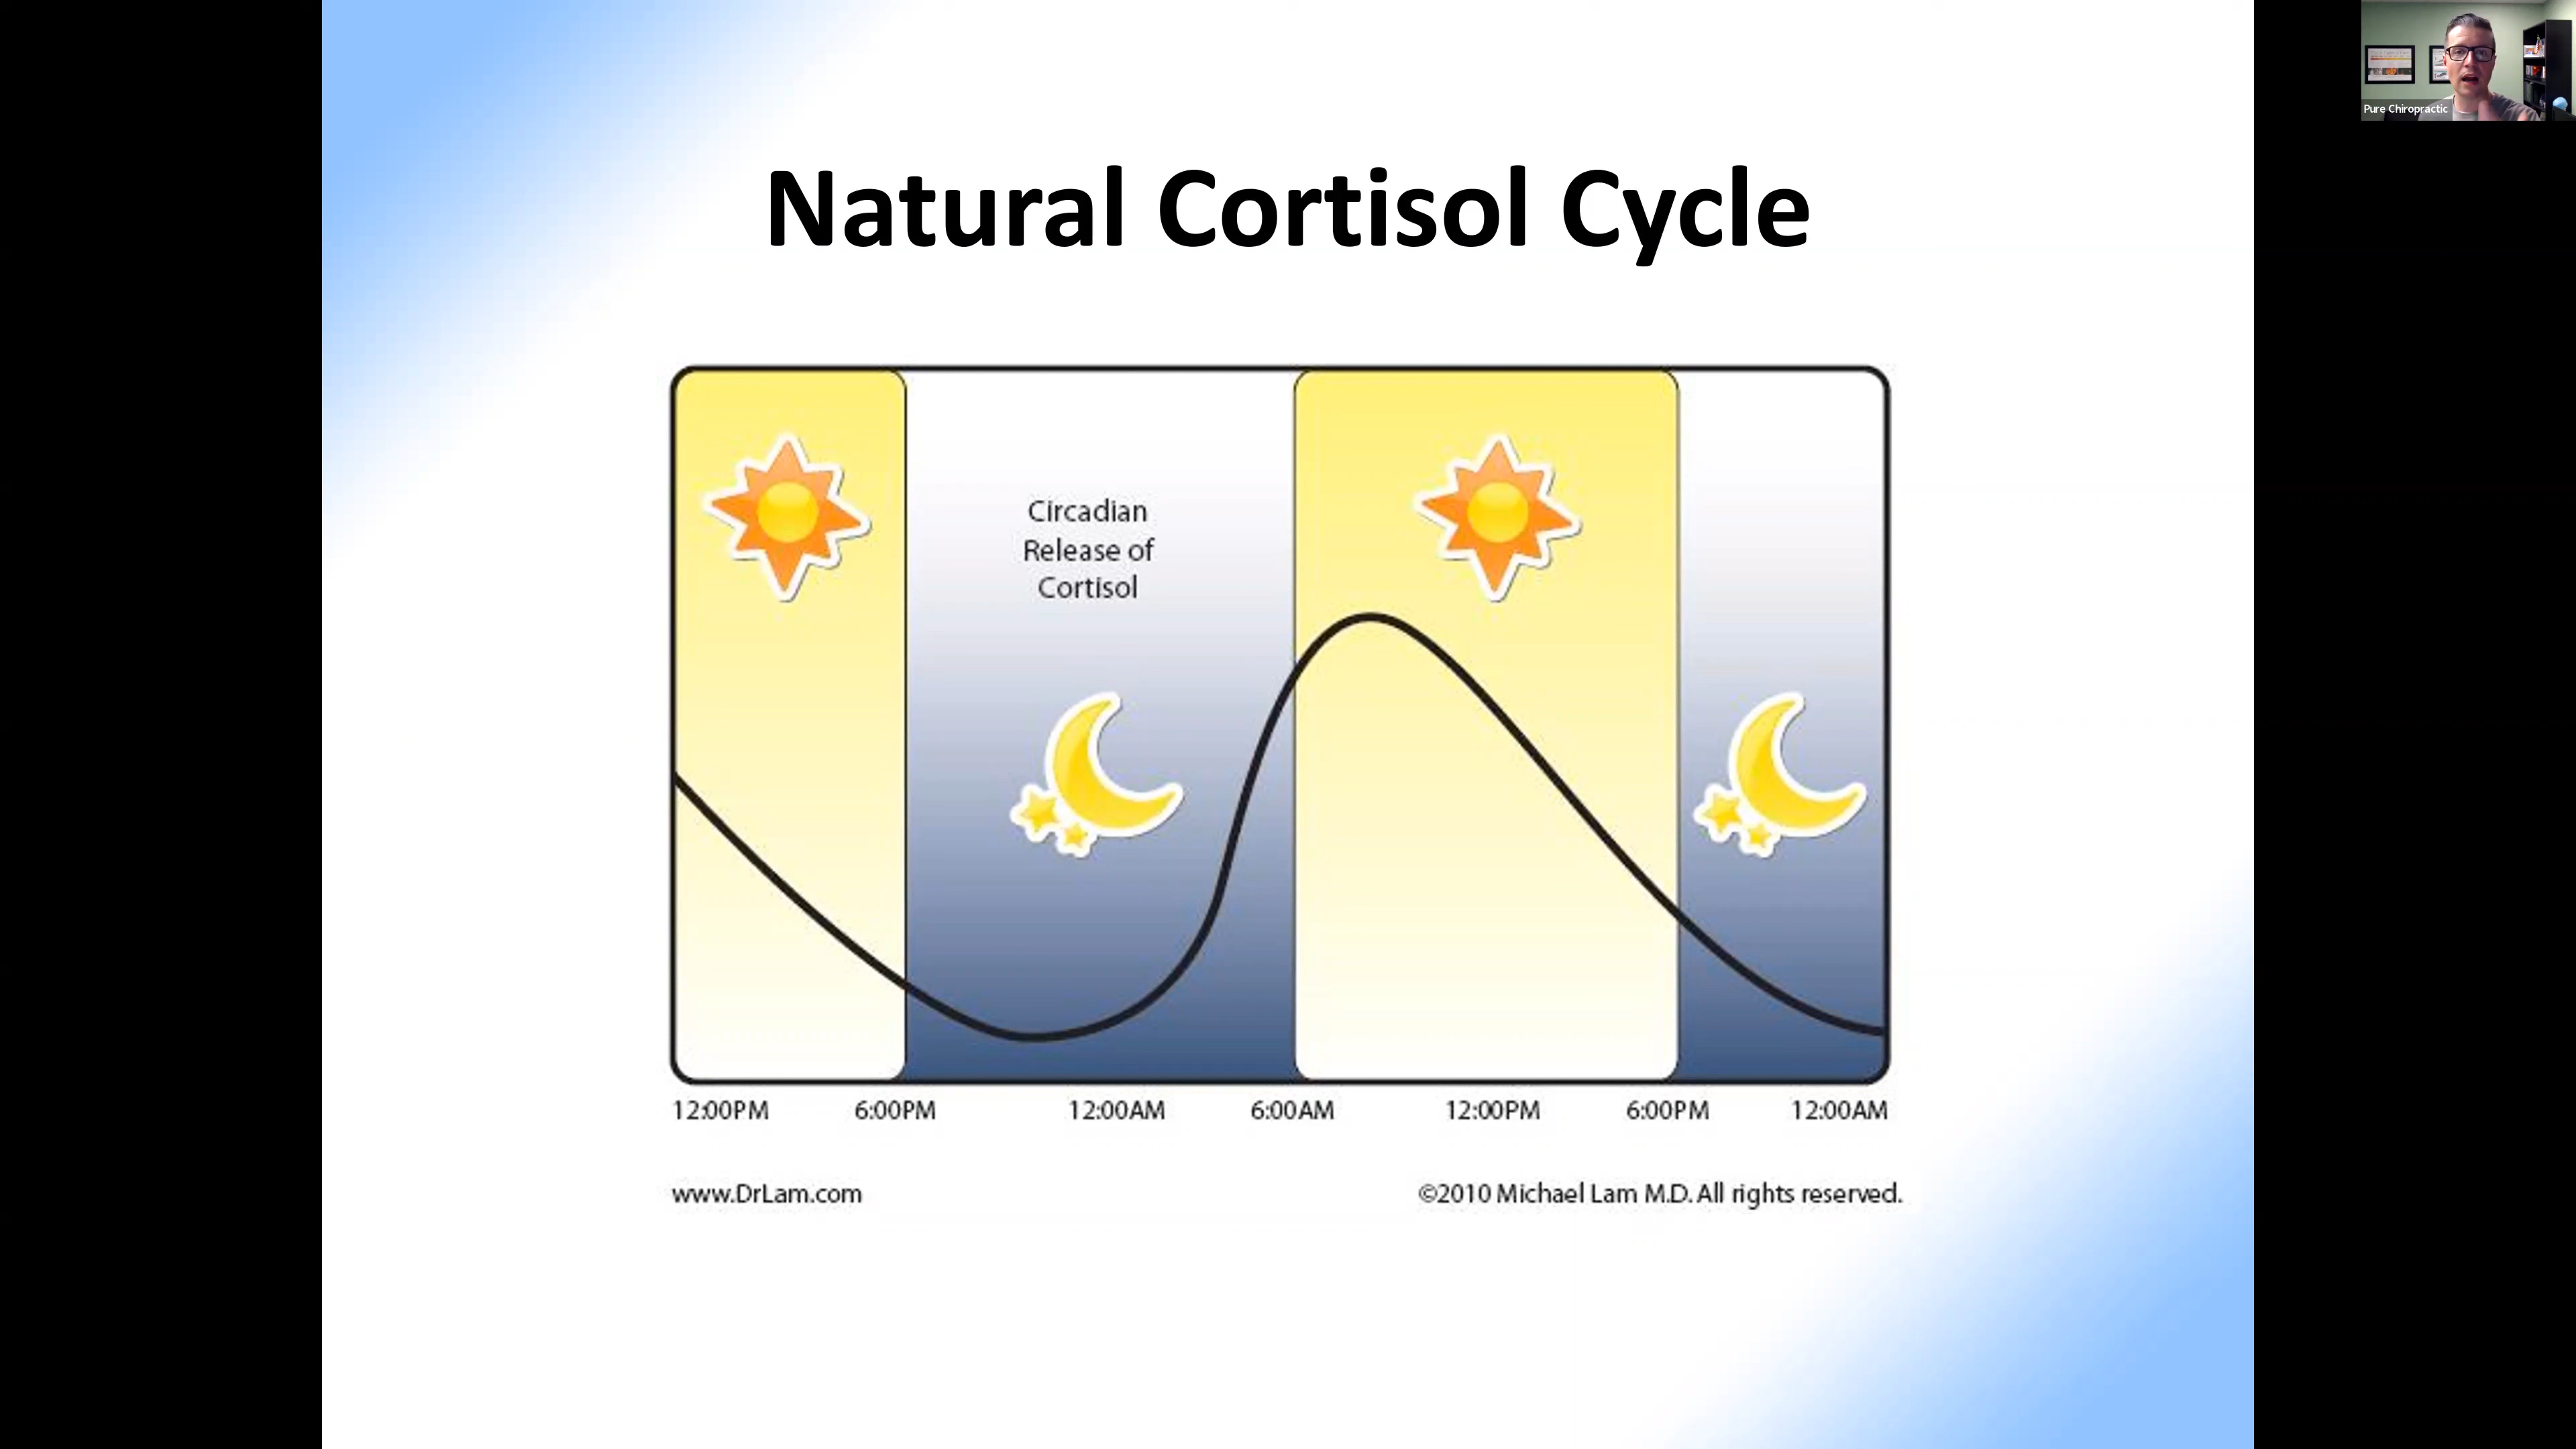 Pure Chiropractic
Natural Cortisol Cycle
Circadian
Release of
Cortisol
12:00PM 6:00PM 12:00AM 6:00AM 12:00PM 6:00PM 12:00AM
www.DrLam.com ©2010 Michael Lam M.D. All rights reserved.